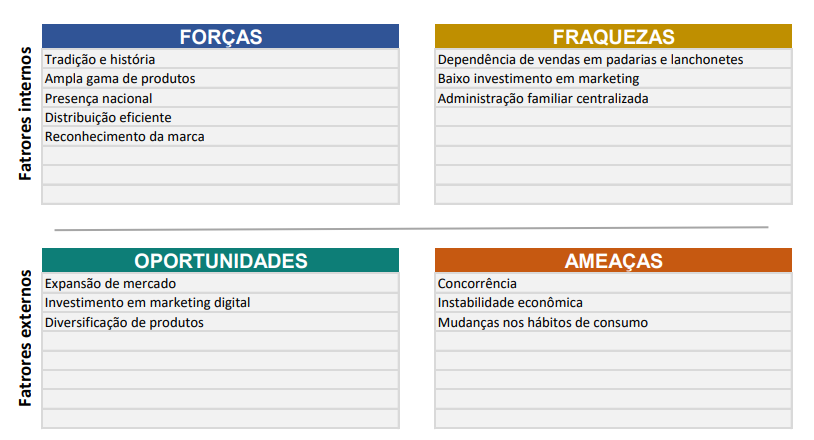 FORÇAS
Tradição e história
Ampla gama de produtos
Presença nacional
Distribuição eficiente
Reconhecimento da marca
FRAQUEZAS
Dependência de vendas em padarias e lanchonetes
Baixo investimento em marketing
Administração familiar centralizada
Fatrores internos
OPORTUNIDADES
Expansão de mercado
Investimento em marketing digital
Diversificação de produtos
AMEAÇAS
Concorrência
Instabilidade econômica
Mudanças nos hábitos de consumo
Fatrores externos